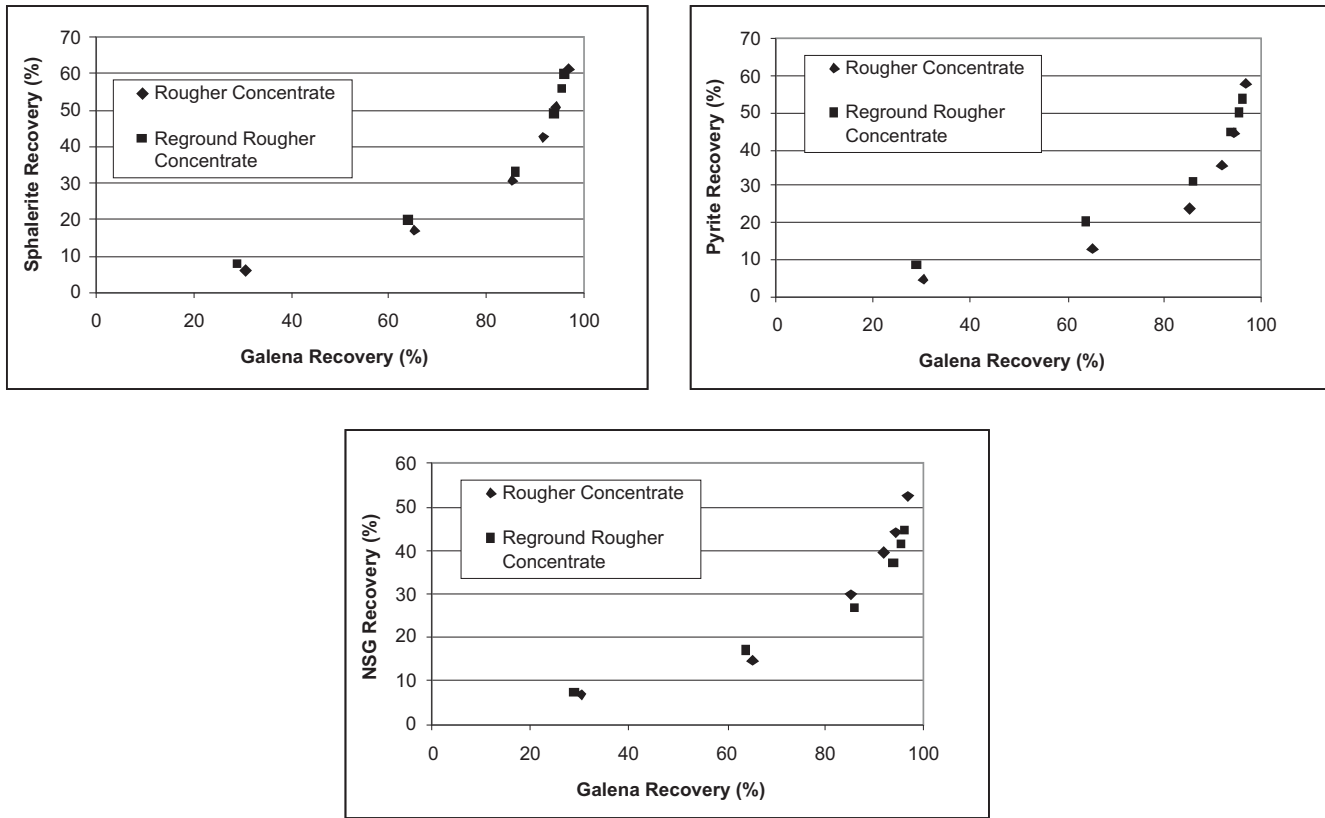 70
60
50
40
30
20
10
0
Sphalerite Recovery (%)
Rougher Concentrate
Reground Rougher
Concentrate
0 20 40 60 80 100
Galena Recovery (%)
70
60
50
40
30
20
10
0
Pyrite Recovery (%)
Rougher Concentrate
Reground Rougher
Concentrate
0 20 40 60 80 100
Galena Recovery (%)
60
50
40
30
20
10
0
NSG Recovery (%)
Rougher Concentrate
Reground Rougher
Concentrate
0 20 40 60 80 100
Galena Recovery (%)